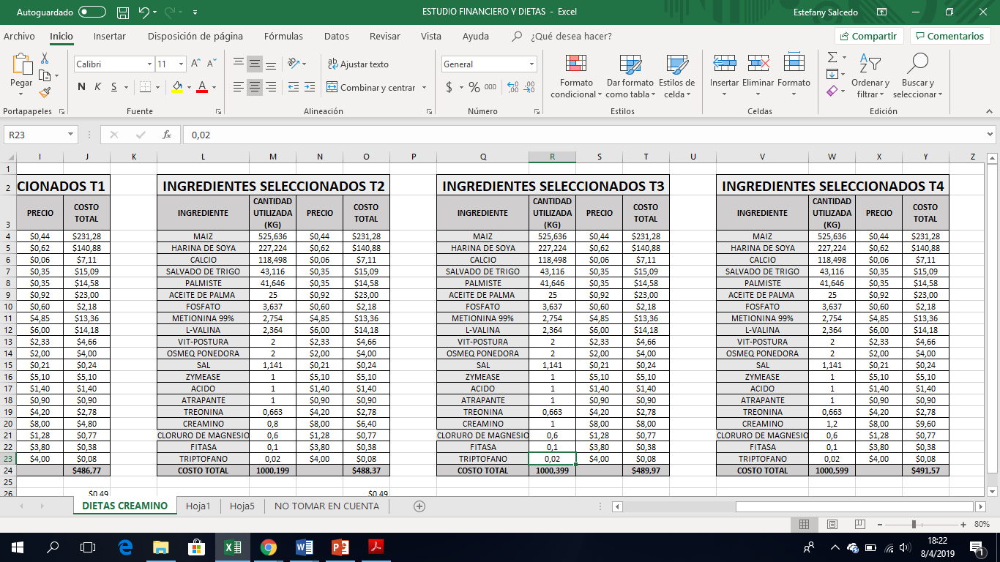 Autoguardado
ESTUDIO FINANCIERO Y DIETAS - Excel
Estefany Salcedo
Archivo Inicio Insertar Disposición de página Fórmulas Datos Revisar Vista Ayuda ¿Qué desea hacer? Compartir Comentarios
Pegar
Calibri 11
N K S
Ajustar texto
Combinar y centrar
General
$ % 000
Formato condicional
Dar formato como tabla
Estilos de celda
Insertar Eliminar Formato
Ordenar y filtrar
Buscar y seleccionar
Portapapeles Fuente Alineación Número Estilos Celdas Edición
R23 fx 0,02
I J K L M N O P Q R S T U V W X Y Z
1
2 CIONADOS T1 INGREDIENTES SELECCIONADOS T2 INGREDIENTES SELECCIONADOS T3 INGREDIENTES SELECCIONADOS T4
3 PRECIO COSTO TOTAL INGREDIENTE CANTIDAD UTILIZADA (KG) PRECIO COSTO TOTAL INGREDIENTE CANTIDAD UTILIZADA (KG) PRECIO COSTO TOTAL INGREDIENTE CANTIDAD UTILIZADA (KG) PRECIO COSTO TOTAL
4 $0,44 $231,28 MAIZ 525,636 $0,44 $231,28 MAIZ 525,636 $0,44 $231,28 MAIZ 525,636 $0,44 $231,28
5 $0,62 $140,88 HARINA DE SOYA 227,224 $0,62 $140,88 HARINA DE SOYA 227,224 $0,62 $140,88 HARINA DE SOYA 227,224 $0,62 $140,88
6 $0,06 $7,11 CALCIO 118,498 $0,06 $7,11 CALCIO 118,498 $0,06 $7,11 CALCIO 118,498 $0,06 $7,11
7 $0,35 $15,09 SALVADO DE TRIGO 43,116 $0,35 $15,09 SALVADO DE TRIGO 43,116 $0,35 $15,09 SALVADO DE TRIGO 43,116 $0,35 $15,09
8 $0,35 $14,58 PALMISTE 41,646 $0,35 $14,58 PALMISTE 41,646 $0,35 $14,58 PALMISTE 41,646 $0,35 $14,58
9 $0,92 $23,00 ACEITE DE PALMA 25 $0,92 $23,00 ACEITE DE PALMA 25 $0,92 $23,00 ACEITE DE PALMA 25 $0,92 $23,00
10 $0,60 $2,18 FOSFATO 3,637 $0,60 $2,18 FOSFATO 3,637 $0,60 $2,18 FOSFATO 3,637 $0,60 $2,18
11 $4,85 $13,36 METIONINA 99% 2,754 $4,85 $13,36 METIONINA 99% 2,754 $4,85 $13,36 METIONINA 99% 2,754 $4,85 $13,36
12 $6,00 $14,18 L-VALINA 2,364 $6,00 $14,18 L-VALINA 2,364 $6,00 $14,18 L-VALINA 2,364 $6,00 $14,18
13 $2,33 $4,66 VIT-POSTURA 2 $2,33 $4,66 VIT-POSTURA 2 $2,33 $4,66 VIT-POSTURA 2 $2,33 $4,66
14 $2,00 $4,00 OSMEQ PONEDORA 2 $2,00 $4,00 OSMEQ PONEDORA 2 $2,00 $4,00 OSMEQ PONEDORA 2 $2,00 $4,00
15 $0,21 $0,24 SAL 1,141 $0,21 $0,24 SAL 1,141 $0,21 $0,24 SAL 1,141 $0,21 $0,24
16 $5,10 $5,10 ZYMEASE 1 $5,10 $5,10 ZYMEASE 1 $5,10 $5,10 ZYMEASE 1 $5,10 $5,10
17 $1,40 $1,40 ACIDO 1 $1,40 $1,40 ACIDO 1 $1,40 $1,40 ACIDO 1 $1,40 $1,40
18 $0,90 $0,90 ATRAPANTE 1 $0,90 $0,90 ATRAPANTE 1 $0,90 $0,90 ATRAPANTE 1 $0,90 $0,90
19 $4,20 $2,78 TREONINA 0,663 $4,20 $2,78 TREONINA 0,663 $4,20 $2,78 TREONINA 0,663 $4,20 $2,78
20 $8,00 $4,80 CREAMINO 0,8 $8,00 $6,40 CREAMINO 1 $8,00 $8,00 CREAMINO 1,2 $8,00 $9,60
21 $1,28 $0,77 CLORURO DE MAGNESIO 0,6 $1,28 $0,77 CLORURO DE MAGNESIO 0,6 $1,28 $0,77 CLORURO DE MAGNESIO 0,6 $1,28 $0,77
22 $3,80 $0,38 FITASA 0,1 $3,80 $0,38 FITASA 0,1 $3,80 $0,38 FITASA 0,1 $3,80 $0,38
23 $4,00 $0,08 TRIPTOFANO 0,02 $4,00 $0,08 TRIPTOFANO 0,02 $4,00 $0,08 TRIPTOFANO 0,02 $4,00 $0,08
24 $486,77 COSTO TOTAL 1000,199 $488,37 COSTO TOTAL 1000,399 $489,97 COSTO TOTAL 1000,599 $491,57
25
26 $0,49 $0,49
DIETAS CREAMINO Hoja1 Hoja5 NO TOMAR EN CUENTA
80%
18:22
8/4/2019
1